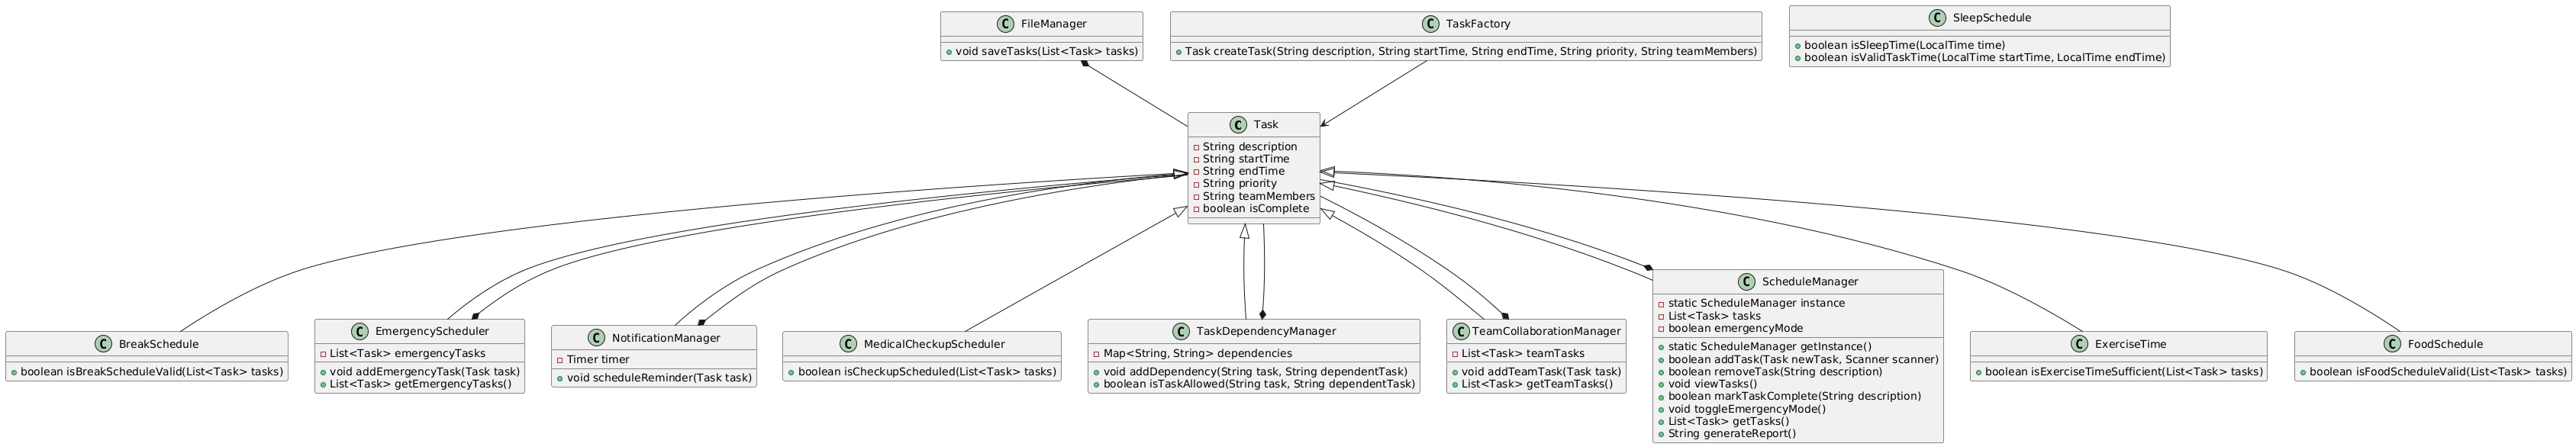 C FileManager
void saveTasks(List<Task> tasks)
C TaskFactory
Task createTask(String description, String startTime, String endTime, String priority, String teamMembers)
C SleepSchedule
boolean isSleepTime(LocalTime time)
boolean isValidTaskTime(LocalTime startTime, LocalTime endTime)
C Task
String description
String startTime
String endTime
String priority
String teamMembers
boolean isComplete
C BreakSchedule
boolean isBreakScheduleValid(List<Task> tasks)
C EmergencyScheduler
List<Task> emergencyTasks
void addEmergencyTask(Task task)
List<Task> getEmergencyTasks()
C NotificationManager
Timer timer
void scheduleReminder(Task task)
C MedicalCheckupScheduler
boolean isCheckupScheduled(List<Task> tasks)
C TaskDependencyManager
Map<String, String> dependencies
void addDependency(String task, String dependentTask)
boolean isTaskAllowed(String task, String dependentTask)
C TeamCollaborationManager
List<Task> teamTasks
void addTeamTask(Task task)
List<Task> getTeamTasks()
C ScheduleManager
static ScheduleManager instance
List<Task> tasks
boolean emergencyMode
static ScheduleManager getInstance()
boolean addTask(Task newTask, Scanner scanner)
boolean removeTask(String description)
void viewTasks()
boolean markTaskComplete(String description)
void toggleEmergencyMode()
List<Task> getTasks()
String generateReport()
C ExerciseTime
boolean isExerciseTimeSufficient(List<Task> tasks)
C FoodSchedule
boolean isFoodScheduleValid(List<Task> tasks)